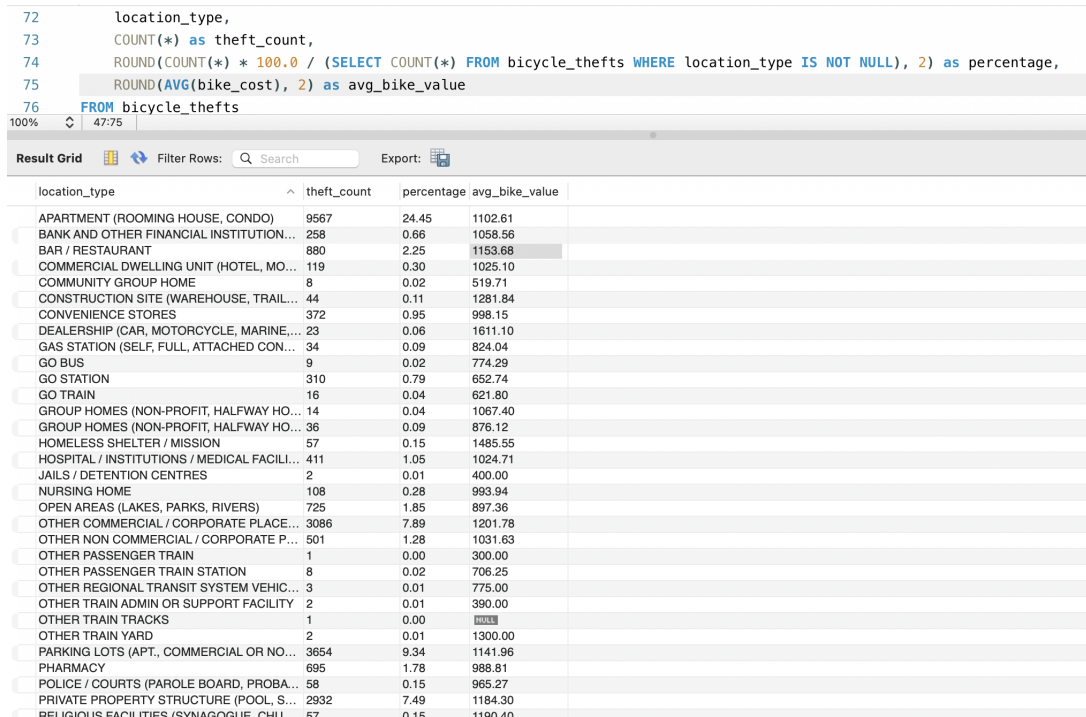 72 location_type,
73 COUNT(*) as theft_count,
74 ROUND(COUNT(*) * 100.0 / (SELECT COUNT(*) FROM bicycle_thefts WHERE location_type IS NOT NULL), 2) as percentage,
75 ROUND(AVG(bike_cost), 2) as avg_bike_value
76 FROM bicycle_thefts
100% 47:75
Result Grid Filter Rows: Search Export:
location_type theft_count percentage avg_bike_value
APARTMENT (ROOMING HOUSE, CONDO) 9567 24.45 1102.61
BANK AND OTHER FINANCIAL INSTITUTION... 258 0.66 1058.56
BAR / RESTAURANT 880 2.25 1153.68
COMMERCIAL DWELLING UNIT (HOTEL, MO... 119 0.30 1025.10
COMMUNITY GROUP HOME 8 0.02 519.71
CONSTRUCTION SITE (WAREHOUSE, TRAIL... 44 0.11 1281.84
CONVENIENCE STORES 372 0.95 998.15
DEALERSHIP (CAR, MOTORCYCLE, MARINE,... 23 0.06 1611.10
GAS STATION (SELF, FULL, ATTACHED CON... 34 0.09 824.04
GO BUS 9 0.02 774.29
GO STATION 310 0.79 652.74
GO TRAIN 16 0.04 621.80
GROUP HOMES (NON-PROFIT, HALFWAY HO... 14 0.04 1067.40
GROUP HOMES (NON-PROFIT, HALFWAY HO... 36 0.09 876.12
HOMELESS SHELTER / MISSION 57 0.15 1485.55
HOSPITAL / INSTITUTIONS / MEDICAL FACILI... 411 1.05 1024.71
JAILS / DETENTION CENTRES 2 0.01 400.00
NURSING HOME 108 0.28 993.94
OPEN AREAS (LAKES, PARKS, RIVERS) 725 1.85 897.36
OTHER COMMERCIAL / CORPORATE PLACE... 3086 7.89 1201.78
OTHER NON COMMERCIAL / CORPORATE P... 501 1.28 1031.63
OTHER PASSENGER TRAIN 1 0.00 300.00
OTHER PASSENGER TRAIN STATION 8 0.02 706.25
OTHER REGIONAL TRANSIT SYSTEM VEHIC... 3 0.01 775.00
OTHER TRAIN ADMIN OR SUPPORT FACILITY 2 0.01 390.00
OTHER TRAIN TRACKS 1 0.00 NULL
OTHER TRAIN YARD 2 0.01 1300.00
PARKING LOTS (APT., COMMERCIAL OR NO... 3654 9.34 1141.96
PHARMACY 695 1.78 988.81
POLICE / COURTS (PAROLE BOARD, PROBA... 58 0.15 965.27
PRIVATE PROPERTY STRUCTURE (POOL, S... 2932 7.49 1184.30
RELIGIOUS FACILITIES (SYNAGOGUE, CHU... 57 0.15 1190.40